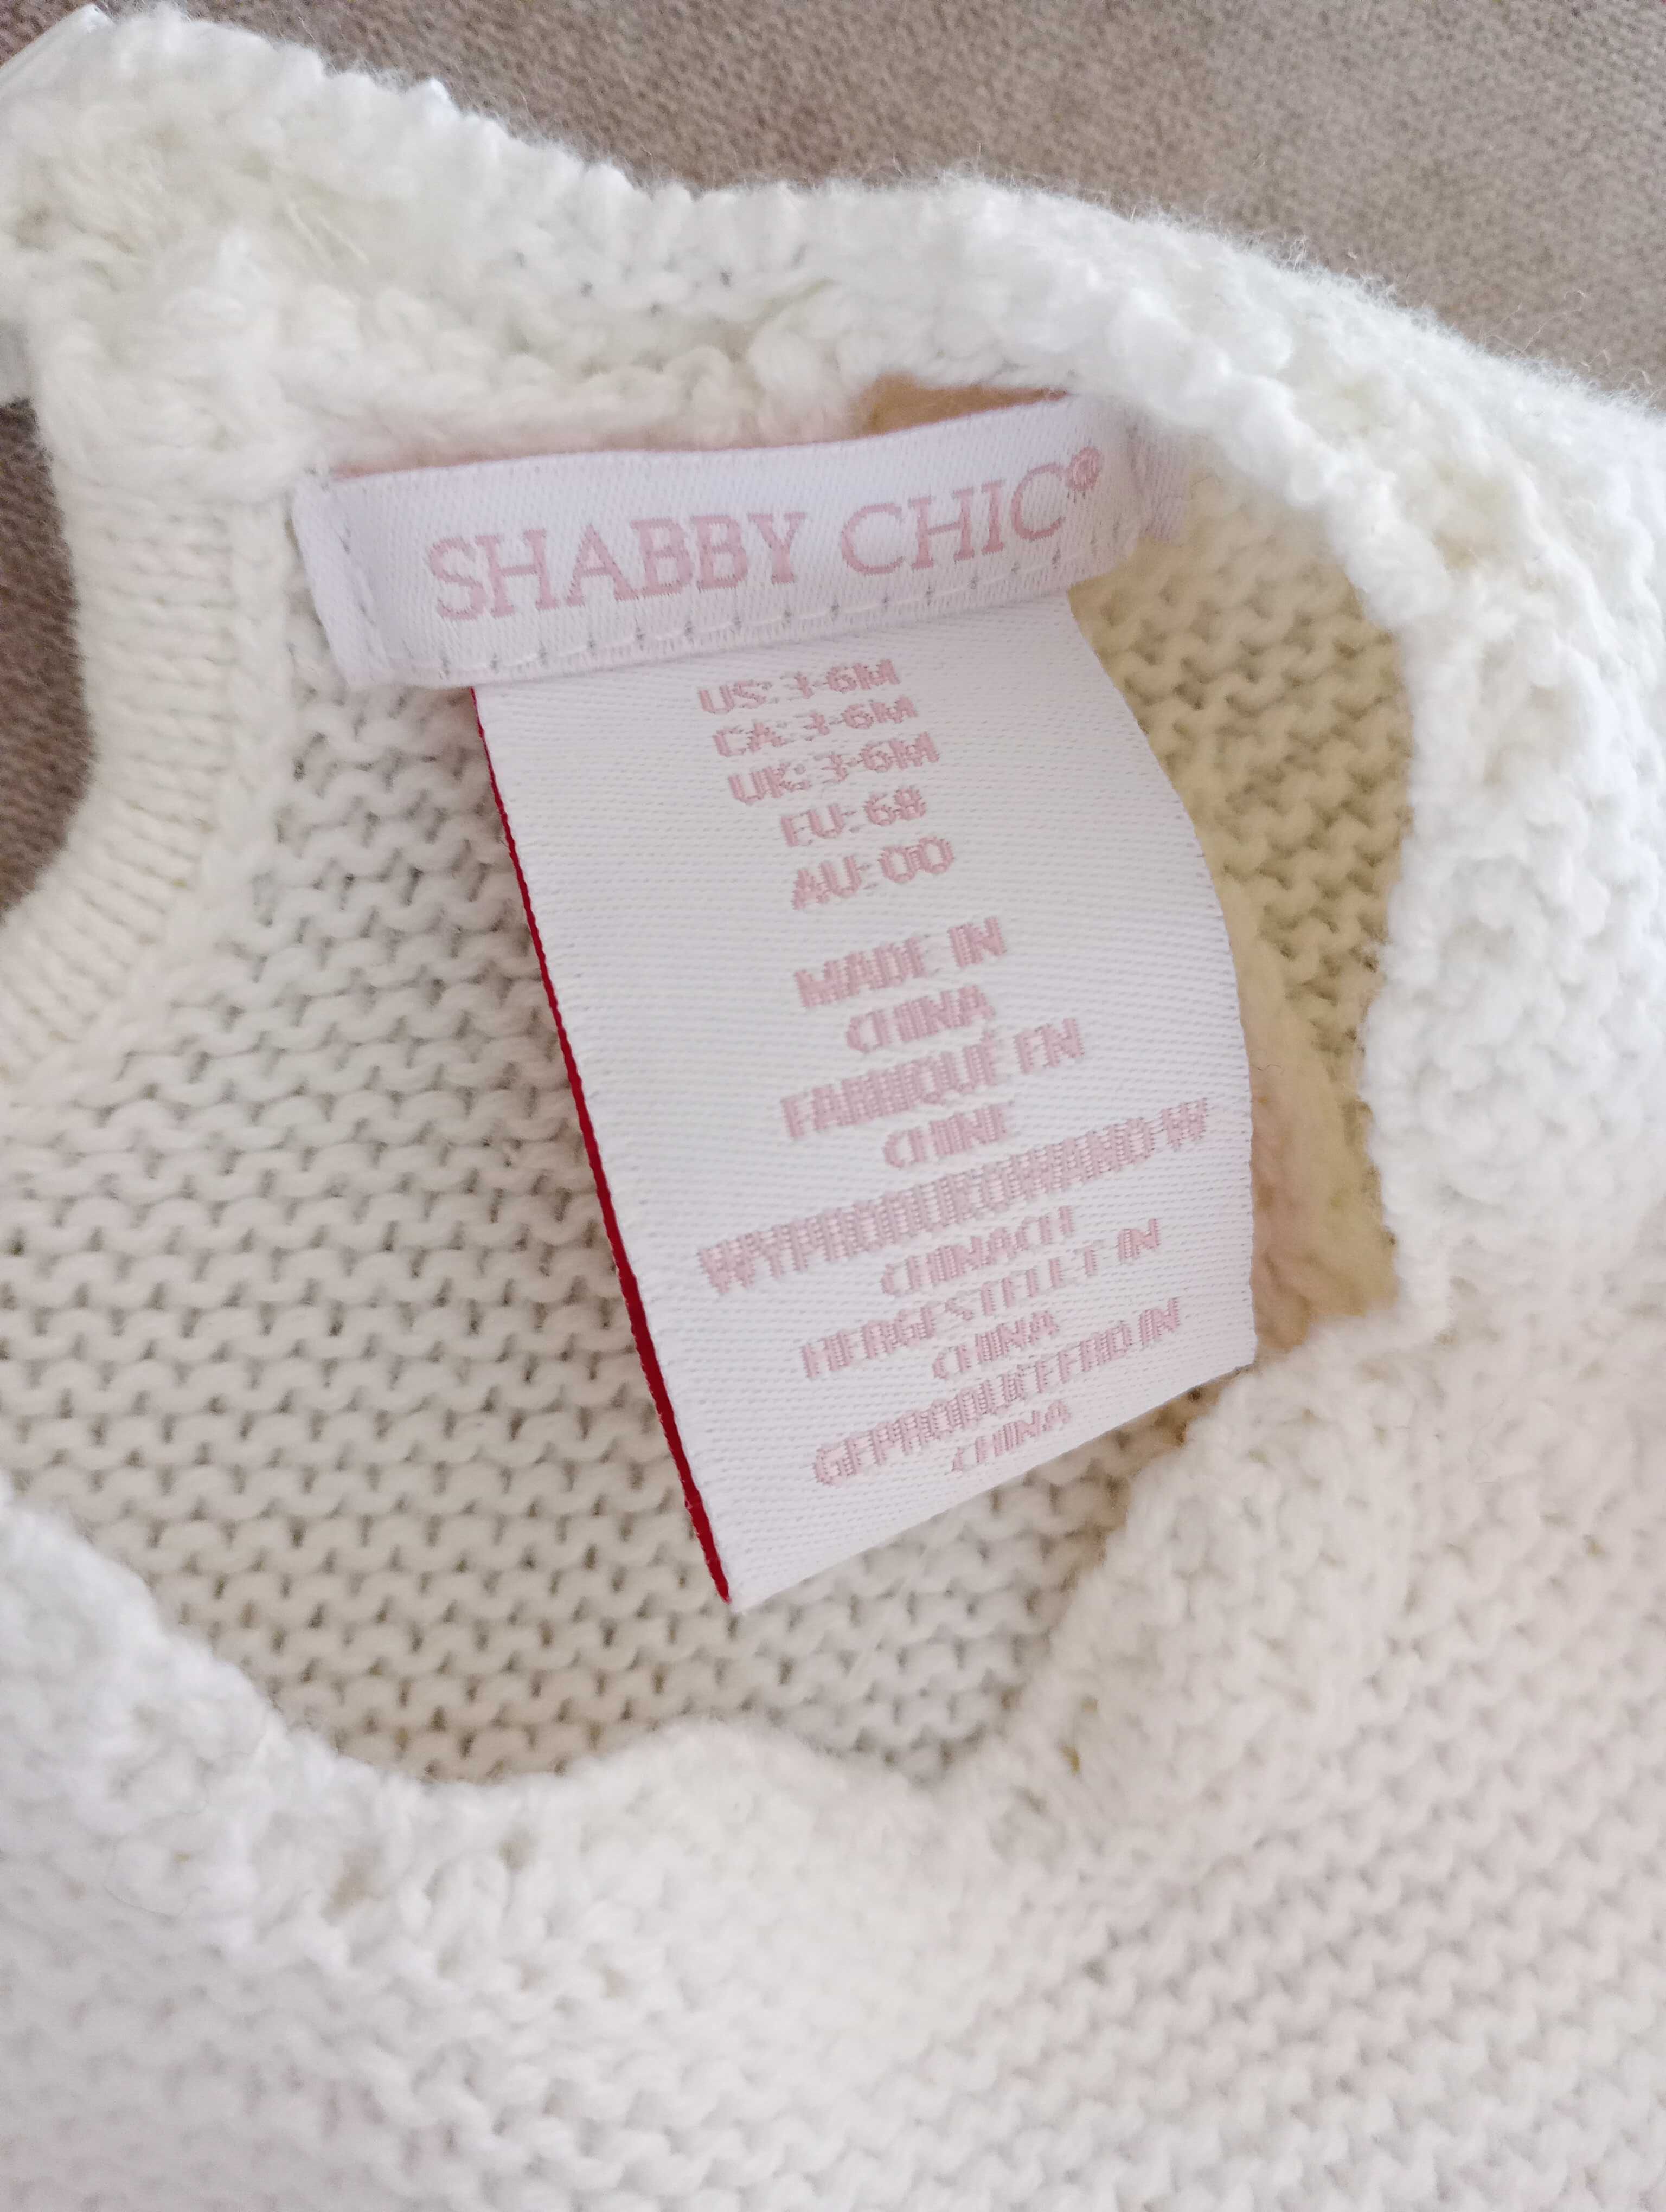 SHABBY CHIC®
US: 3-6M
CA: 3-6M
UK: 3-6M
EU: 68
AU: 00
MADE IN
CHINA
FABRIQUÉ EN
CHINE
WYPRODUKOWANO W
CHINACH
HERGESTELLT IN
CHINA
GEPRODUCEERD IN
CHINA